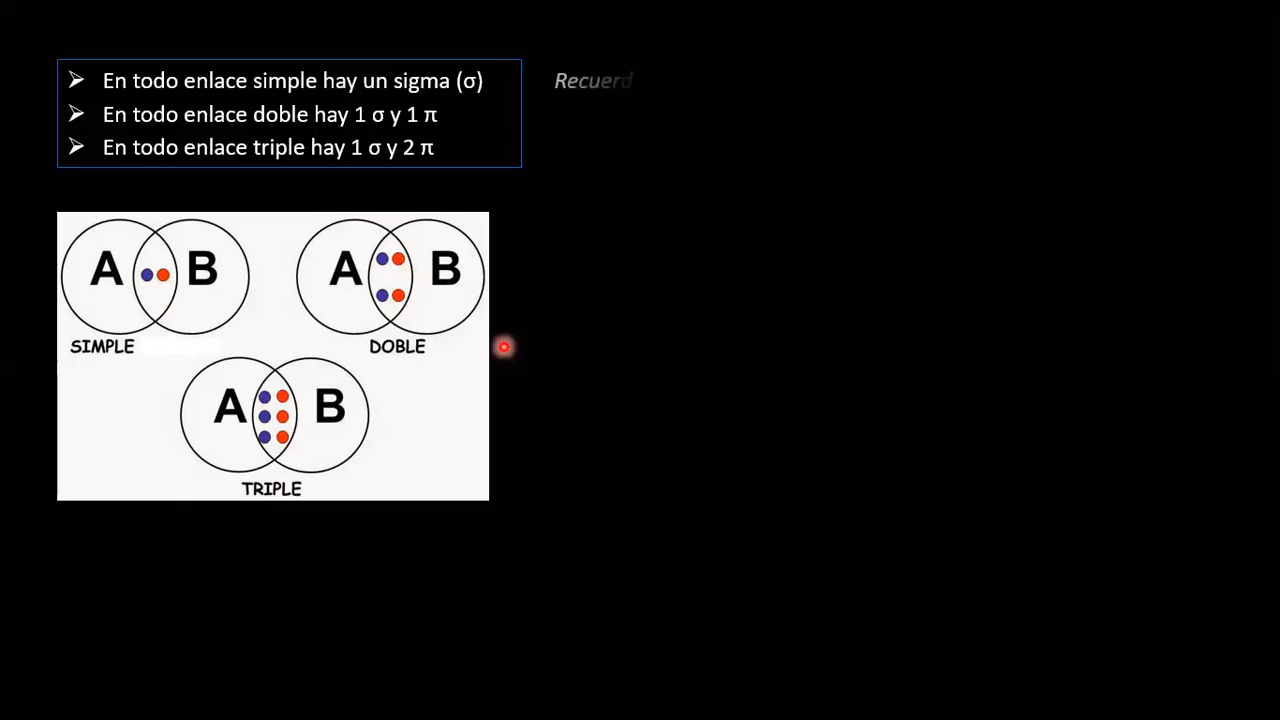 ➢ En todo enlace simple hay un sigma (σ)
➢ En todo enlace doble hay 1 σ y 1 π
➢ En todo enlace triple hay 1 σ y 2 π
Recuerd
A B
A B
SIMPLE
DOBLE
A B
TRIPLE